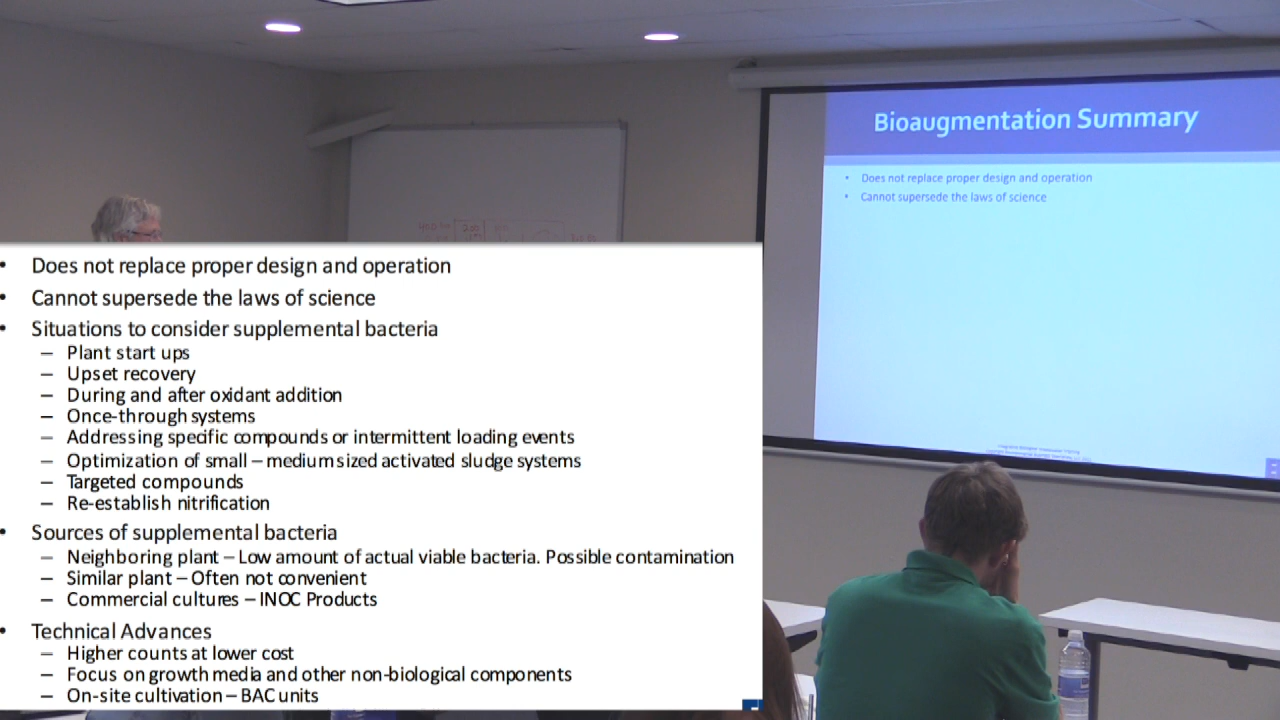 Bioaugmentation Summary
• Does not replace proper design and operation
• Cannot supersede the laws of science
• Does not replace proper design and operation
• Cannot supersede the laws of science
• Situations to consider supplemental bacteria
– Plant start ups
– Upset recovery
– During and after oxidant addition
– Once-through systems
– Addressing specific compounds or intermittent loading events
– Optimization of small – medium sized activated sludge systems
– Targeted compounds
– Re-establish nitrification
• Sources of supplemental bacteria
– Neighboring plant – Low amount of actual viable bacteria. Possible contamination
– Similar plant – Often not convenient
– Commercial cultures – INOC Products
• Technical Advances
– Higher counts at lower cost
– Focus on growth media and other non-biological components
– On-site cultivation – BAC units